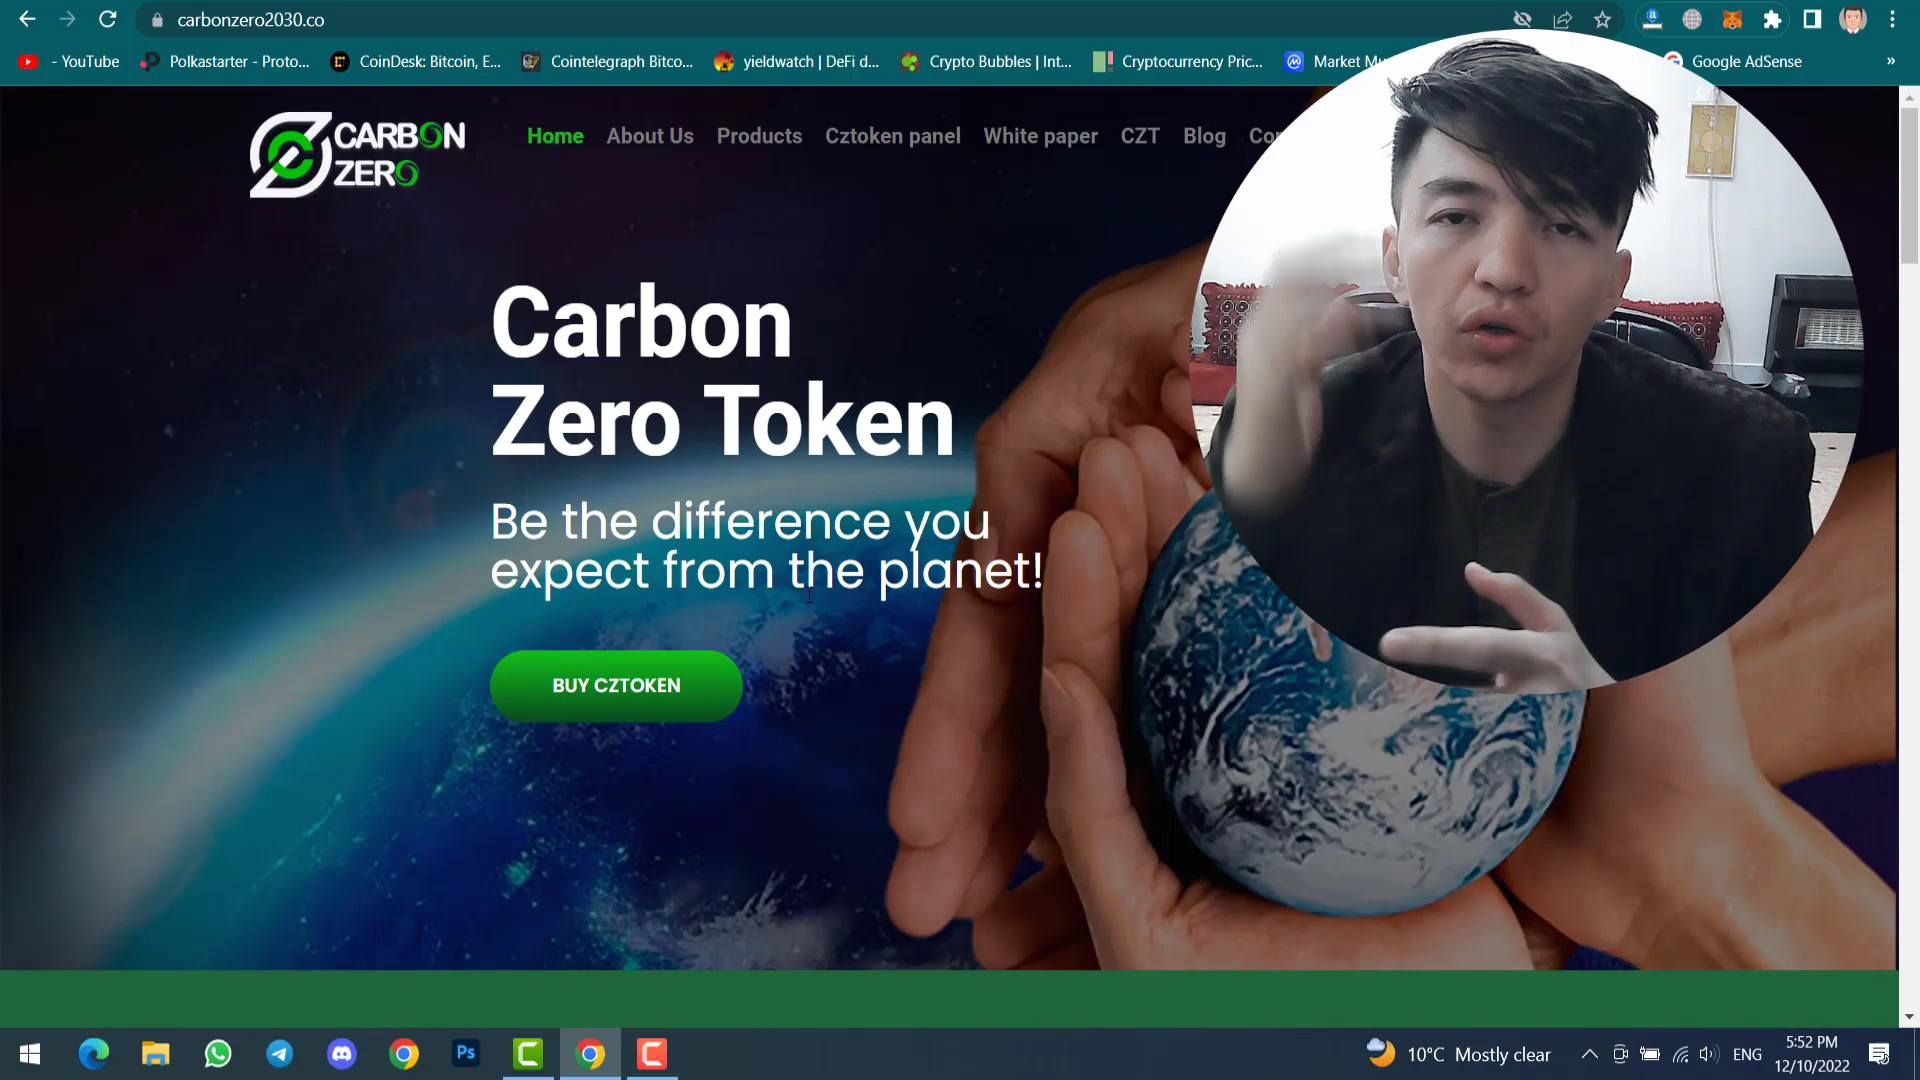 carbonzero2030.co
- YouTube
Polkastarter - Proto...
CoinDesk: Bitcoin, E...
Cointelegraph Bitco...
yieldwatch | DeFi d...
Crypto Bubbles | Int...
Cryptocurrency Pric...
Market
Google AdSense
»
CARBON
ZERO
Home
About Us
Products
Cztoken panel
White paper
CZT
Blog
Carbon
Zero Token
Be the difference you
expect from the planet!
BUY CZTOKEN
Ps
10°C Mostly clear
ENG
5:52 PM
12/10/2022